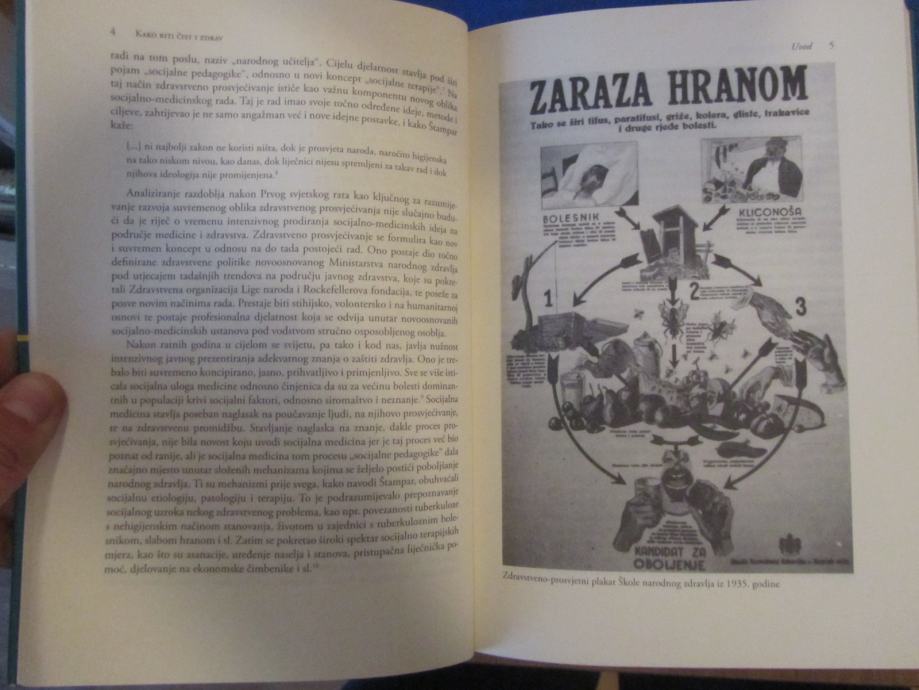 4 Kako biti čist i zdrav
radi na tom poslu, naziv „narodnog učitelja". Cijelu djelatnost stavlja pod širi
pojam „socijalne pedagogike", odnosno u novi koncept „socijalne terapije".⁷ Na
taj način zdravstveno prosvjećivanje ističe kao važnu komponentu novog oblika
socijalno-medicinskog rada. Taj je rad imao svoje točno određene ideje, metode i
ciljeve, zahtijevao je ne samo angažman već i nove idejne postavke, i kako Štampar
kaže:
[...] ni najbolji zakon ne koristi ništa, dok je prosvjeta naroda, naročito higijenska
na tako niskom nivou, kao danas, dok liječnici nijesu spremljeni za takav rad i dok
njihova ideologija nije promijenjena.⁸
Analiziranje razdoblja nakon Prvog svjetskog rata kao ključnog za razumije-
vanje razvoja suvremenog oblika zdravstvenog prosvjećivanja nije slučajno budu-
ći da je riječ o vremenu intenzivnog prodiranja socijalno-medicinskih ideja na
područje medicine i zdravstva. Zdravstveno prosvjećivanje se formulira kao nov
i suvremen koncept u odnosu na do tada postojeći rad. Ono postaje dio točno
definirane zdravstvene politike novoosnovanog Ministarstva narodnog zdravlja
pod utjecajem tadašnjih trendova na području javnog zdravstva, koje su pokre-
tali Zdravstvena organizacija Lige naroda i Rockefellerova fondacija, te poseže za
posve novim načinima rada. Prestaje biti stihijsko, volontersko i na humanitarnoj
osnovi te postaje profesionalna djelatnost koja se odvija unutar novoosnovanih
socijalno-medicinskih ustanova pod vodstvom stručno osposobljenog osoblja.
Nakon ratnih godina u cijelom se svijetu, pa tako i kod nas, javlja nužnost
intenzivnog javnog prezentiranja adekvatnog znanja o zaštiti zdravlja. Ono je tre-
balo biti suvremeno koncipirano, jasno, prihvatljivo i primjenljivo. Sve se više isti-
cala socijalna uloga medicine odnosno činjenica da su za većinu bolesti dominan-
tnih u populaciji krivi socijalni faktori, odnosno siromaštvo i neznanje.⁹ Socijalna
medicina stavlja poseban naglasak na poučavanje ljudi, na njihovo prosvjećivanje,
te na zdravstvenu promidžbu. Stavljanje naglaska na znanje, dakle proces pro-
svjećivanja, nije bila novost koju uvodi socijalna medicina jer je taj proces već bio
poznat od ranije, ali je socijalna medicina tom procesu „socijalne pedagogike" dala
značajno mjesto unutar složenih mehanizama kojima se željelo postići poboljšanje
narodnog zdravlja. Ti su mehanizmi prije svega, kako navodi Štampar, obuhvaćali
socijalnu etiologiju, patologiju i terapiju. To je podrazumijevalo prepoznavanje
socijalnog uzroka nekog zdravstvenog problema, kao npr. povezanosti tuberkuloze
s nehigijenskim načinom stanovanja, životom u zajednici s tuberkuloznim bole-
snikom, slabom hranom i sl. Zatim se pokretao široki spektar socijalno terapijskih
mjera, kao što su asanacije, uređenje naselja i stanova, pristupačna liječnička po-
moć, djelovanje na ekonomske čimbenike i sl.¹⁰
Uvod 5
ZARAZA HRANOM
Tako se širi tifus, paratifusi, griže, kolera, gliste, trakavice
i druge rjeđe bolesti.
BOLESNIK
KLICONOŠA
1
2
3
KANDIDAT ZA
OBOLJENJE
Zdravstveno-prosvjetni plakat Škole narodnog zdravlja iz 1935. godine